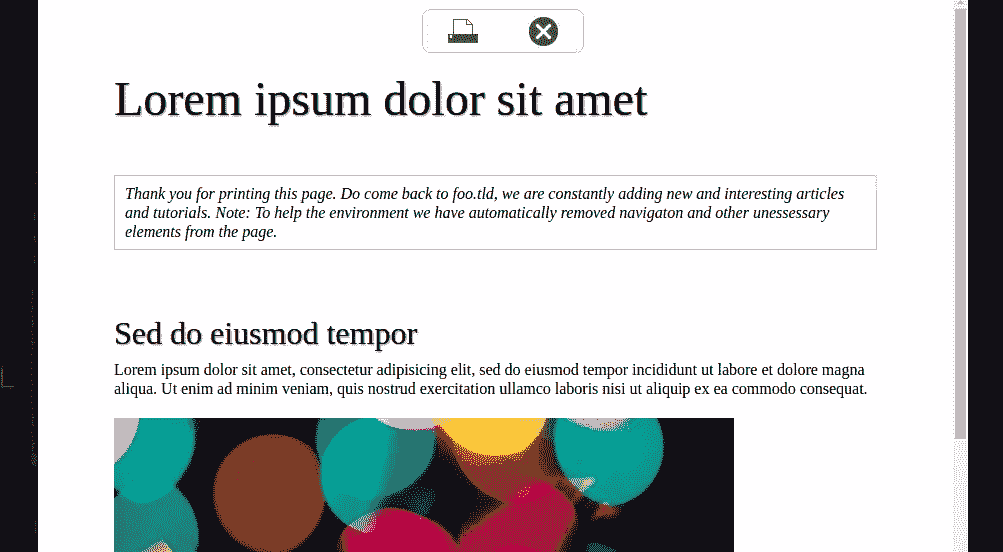 Lorem ipsum dolor sit amet
Thank you for printing this page. Do come back to foo.tld, we are constantly adding new and interesting articles
and tutorials. Note: To help the environment we have automatically removed navigaton and other unessessary
elements from the page.
Sed do eiusmod tempor
Lorem ipsum dolor sit amet, consectetur adipisicing elit, sed do eiusmod tempor incididunt ut labore et dolore magna
aliqua. Ut enim ad minim veniam, quis nostrud exercitation ullamco laboris nisi ut aliquip ex ea commodo consequat.